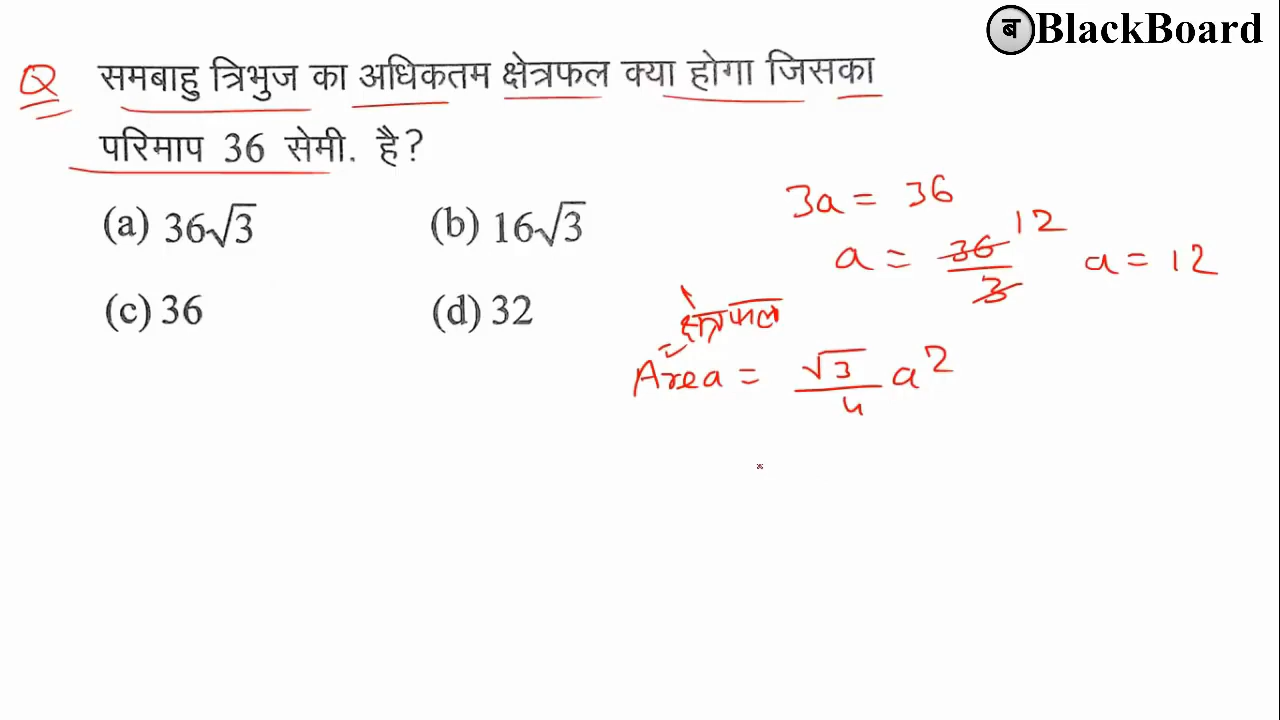 ब BlackBoard
Q समबाहु त्रिभुज का अधिकतम क्षेत्रफल क्या होगा जिसका
परिमाप 36 सेमी. है?
(a) 36√3 (b) 16√3
(c) 36 (d) 32
3a = 36
a = 36/3 12 a = 12
क्षेत्रफल
Area = √3/4 a²